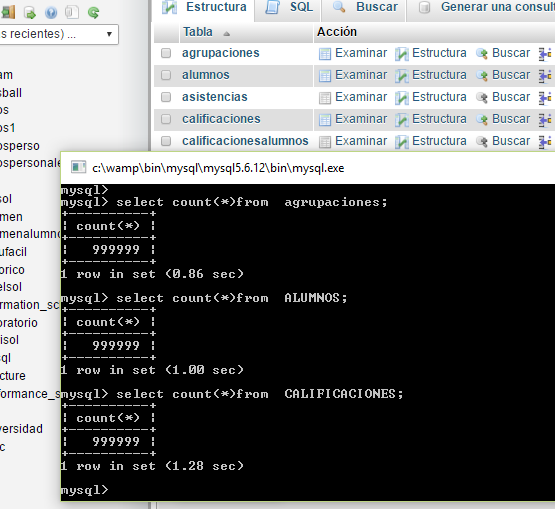 Estructura SQL Buscar Generar una consult
s recientes) ...
Tabla Acción
agrupaciones Examinar Estructura Buscar
alumnos Examinar Estructura Buscar
asistencias Examinar Estructura Buscar
calificaciones Examinar Estructura Buscar
calificacionesalumnos Examinar Estructura Buscar
am
sball
os
os1
osperso
ospersonale
sol
men
menalumno
ufacil
orico
elsol
rmation_sc
oratorio
risol
sql
cture
formance_s
versidad
c
c:\wamp\bin\mysql\mysql5.6.12\bin\mysql.exe
mysql>
mysql> select count(*)from  agrupaciones;
+----------+
| count(*) |
+----------+
|   999999 |
+----------+
1 row in set (0.86 sec)
mysql> select count(*)from  ALUMNOS;
+----------+
| count(*) |
+----------+
|   999999 |
+----------+
1 row in set (1.00 sec)
mysql> select count(*)from  CALIFICACIONES;
+----------+
| count(*) |
+----------+
|   999999 |
+----------+
1 row in set (1.28 sec)
mysql>